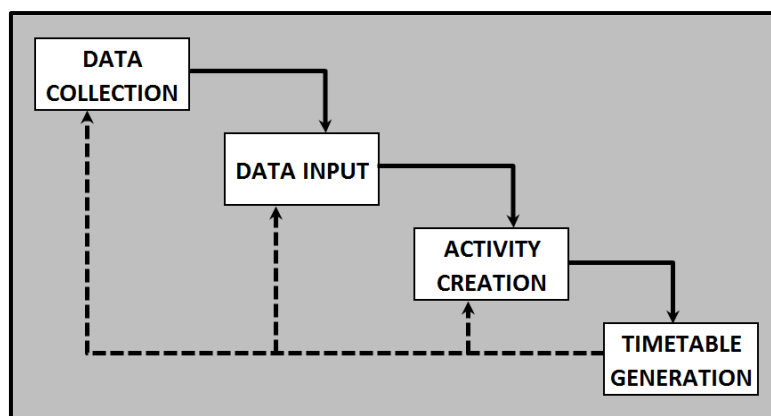 DATA
COLLECTION
DATA INPUT
ACTIVITY
CREATION
TIMETABLE
GENERATION